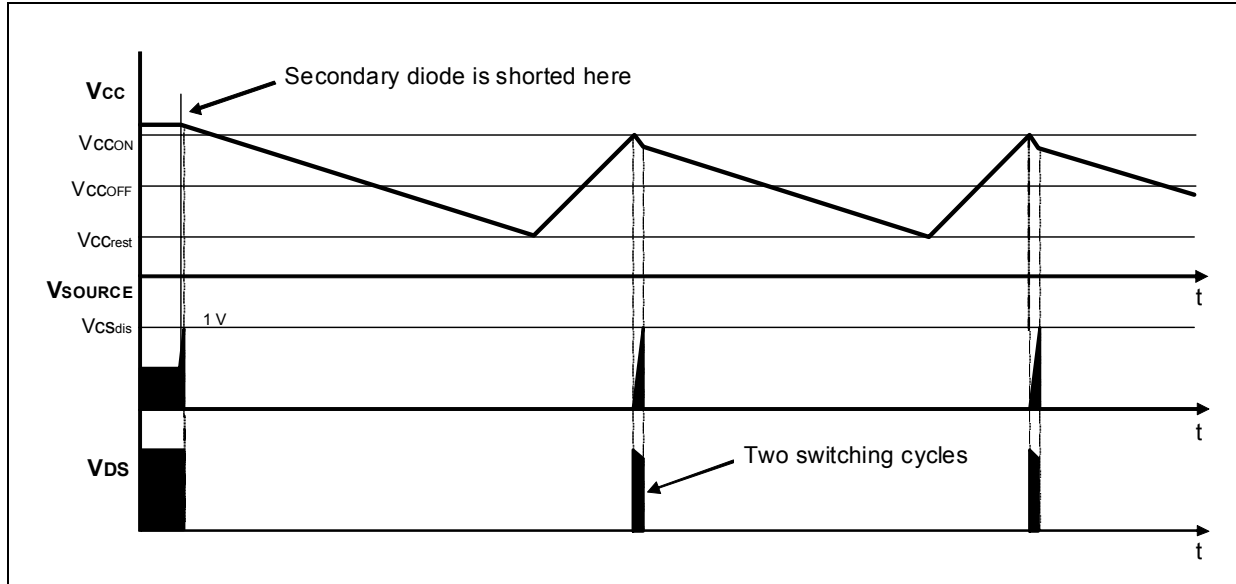 Secondary diode is shorted here
VCC
VCCON
VCCOFF
VCCrest
VSOURCE
t
VCSdis
1 V
t
VDS
Two switching cycles
t